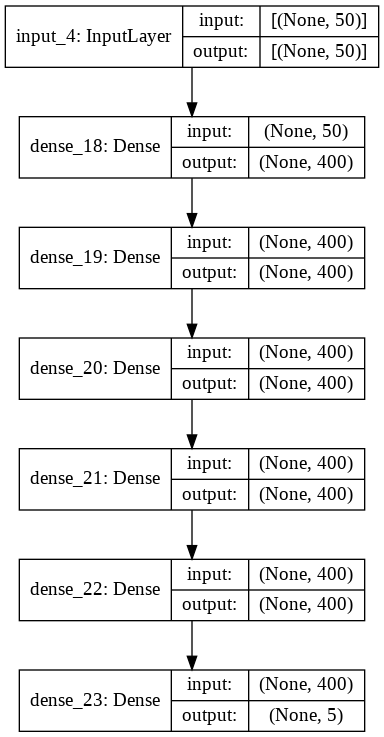 input_4: InputLayer
input: [(None, 50)]
output: [(None, 50)]
dense_18: Dense
input: (None, 50)
output: (None, 400)
dense_19: Dense
input: (None, 400)
output: (None, 400)
dense_20: Dense
input: (None, 400)
output: (None, 400)
dense_21: Dense
input: (None, 400)
output: (None, 400)
dense_22: Dense
input: (None, 400)
output: (None, 400)
dense_23: Dense
input: (None, 400)
output: (None, 5)